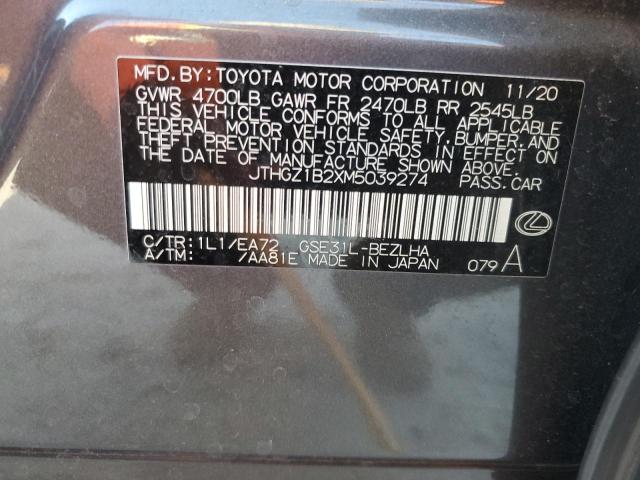 MFD. BY: TOYOTA MOTOR CORPORATION 11/20
GVWR 4700LB GAWR FR 2470LB RR 2545LB
THIS VEHICLE CONFORMS TO ALL APPLICABLE
FEDERAL MOTOR VEHICLE SAFETY, BUMPER, AND
THEFT PREVENTION STANDARDS IN EFFECT ON
THE DATE OF MANUFACTURE SHOWN ABOVE.
JTHGZ1B2XM5039274 PASS.CAR
C/TR: 1L1/EA72 GSE31L-BEZLHA
A/TM: /AA81E MADE IN JAPAN 079 A